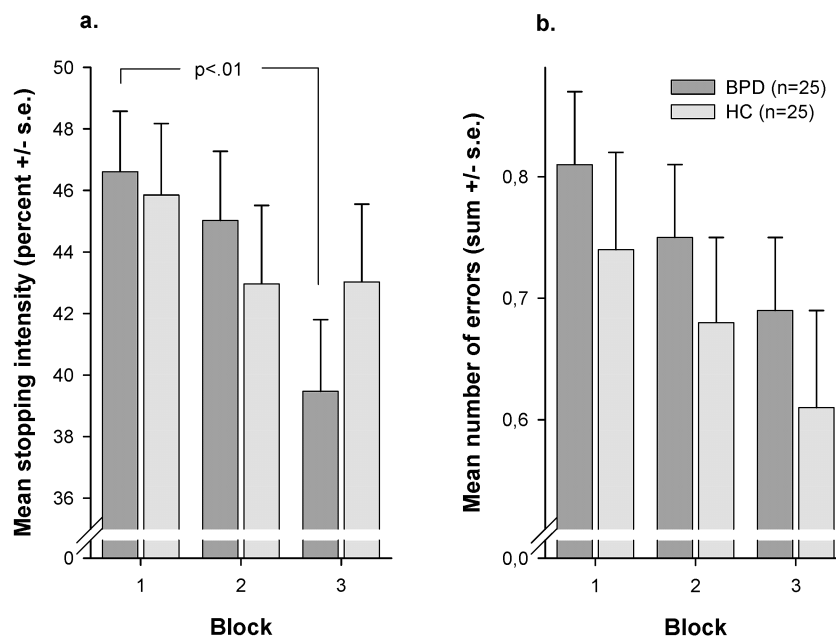 a.
Mean stopping intensity (percent +/- s.e.)
50
48
46
44
42
40
38
36
0
p<.01
1 2 3
Block
b.
Mean number of errors (sum +/- s.e.)
0,8
0,7
0,6
0,0
BPD (n=25)
HC (n=25)
1 2 3
Block